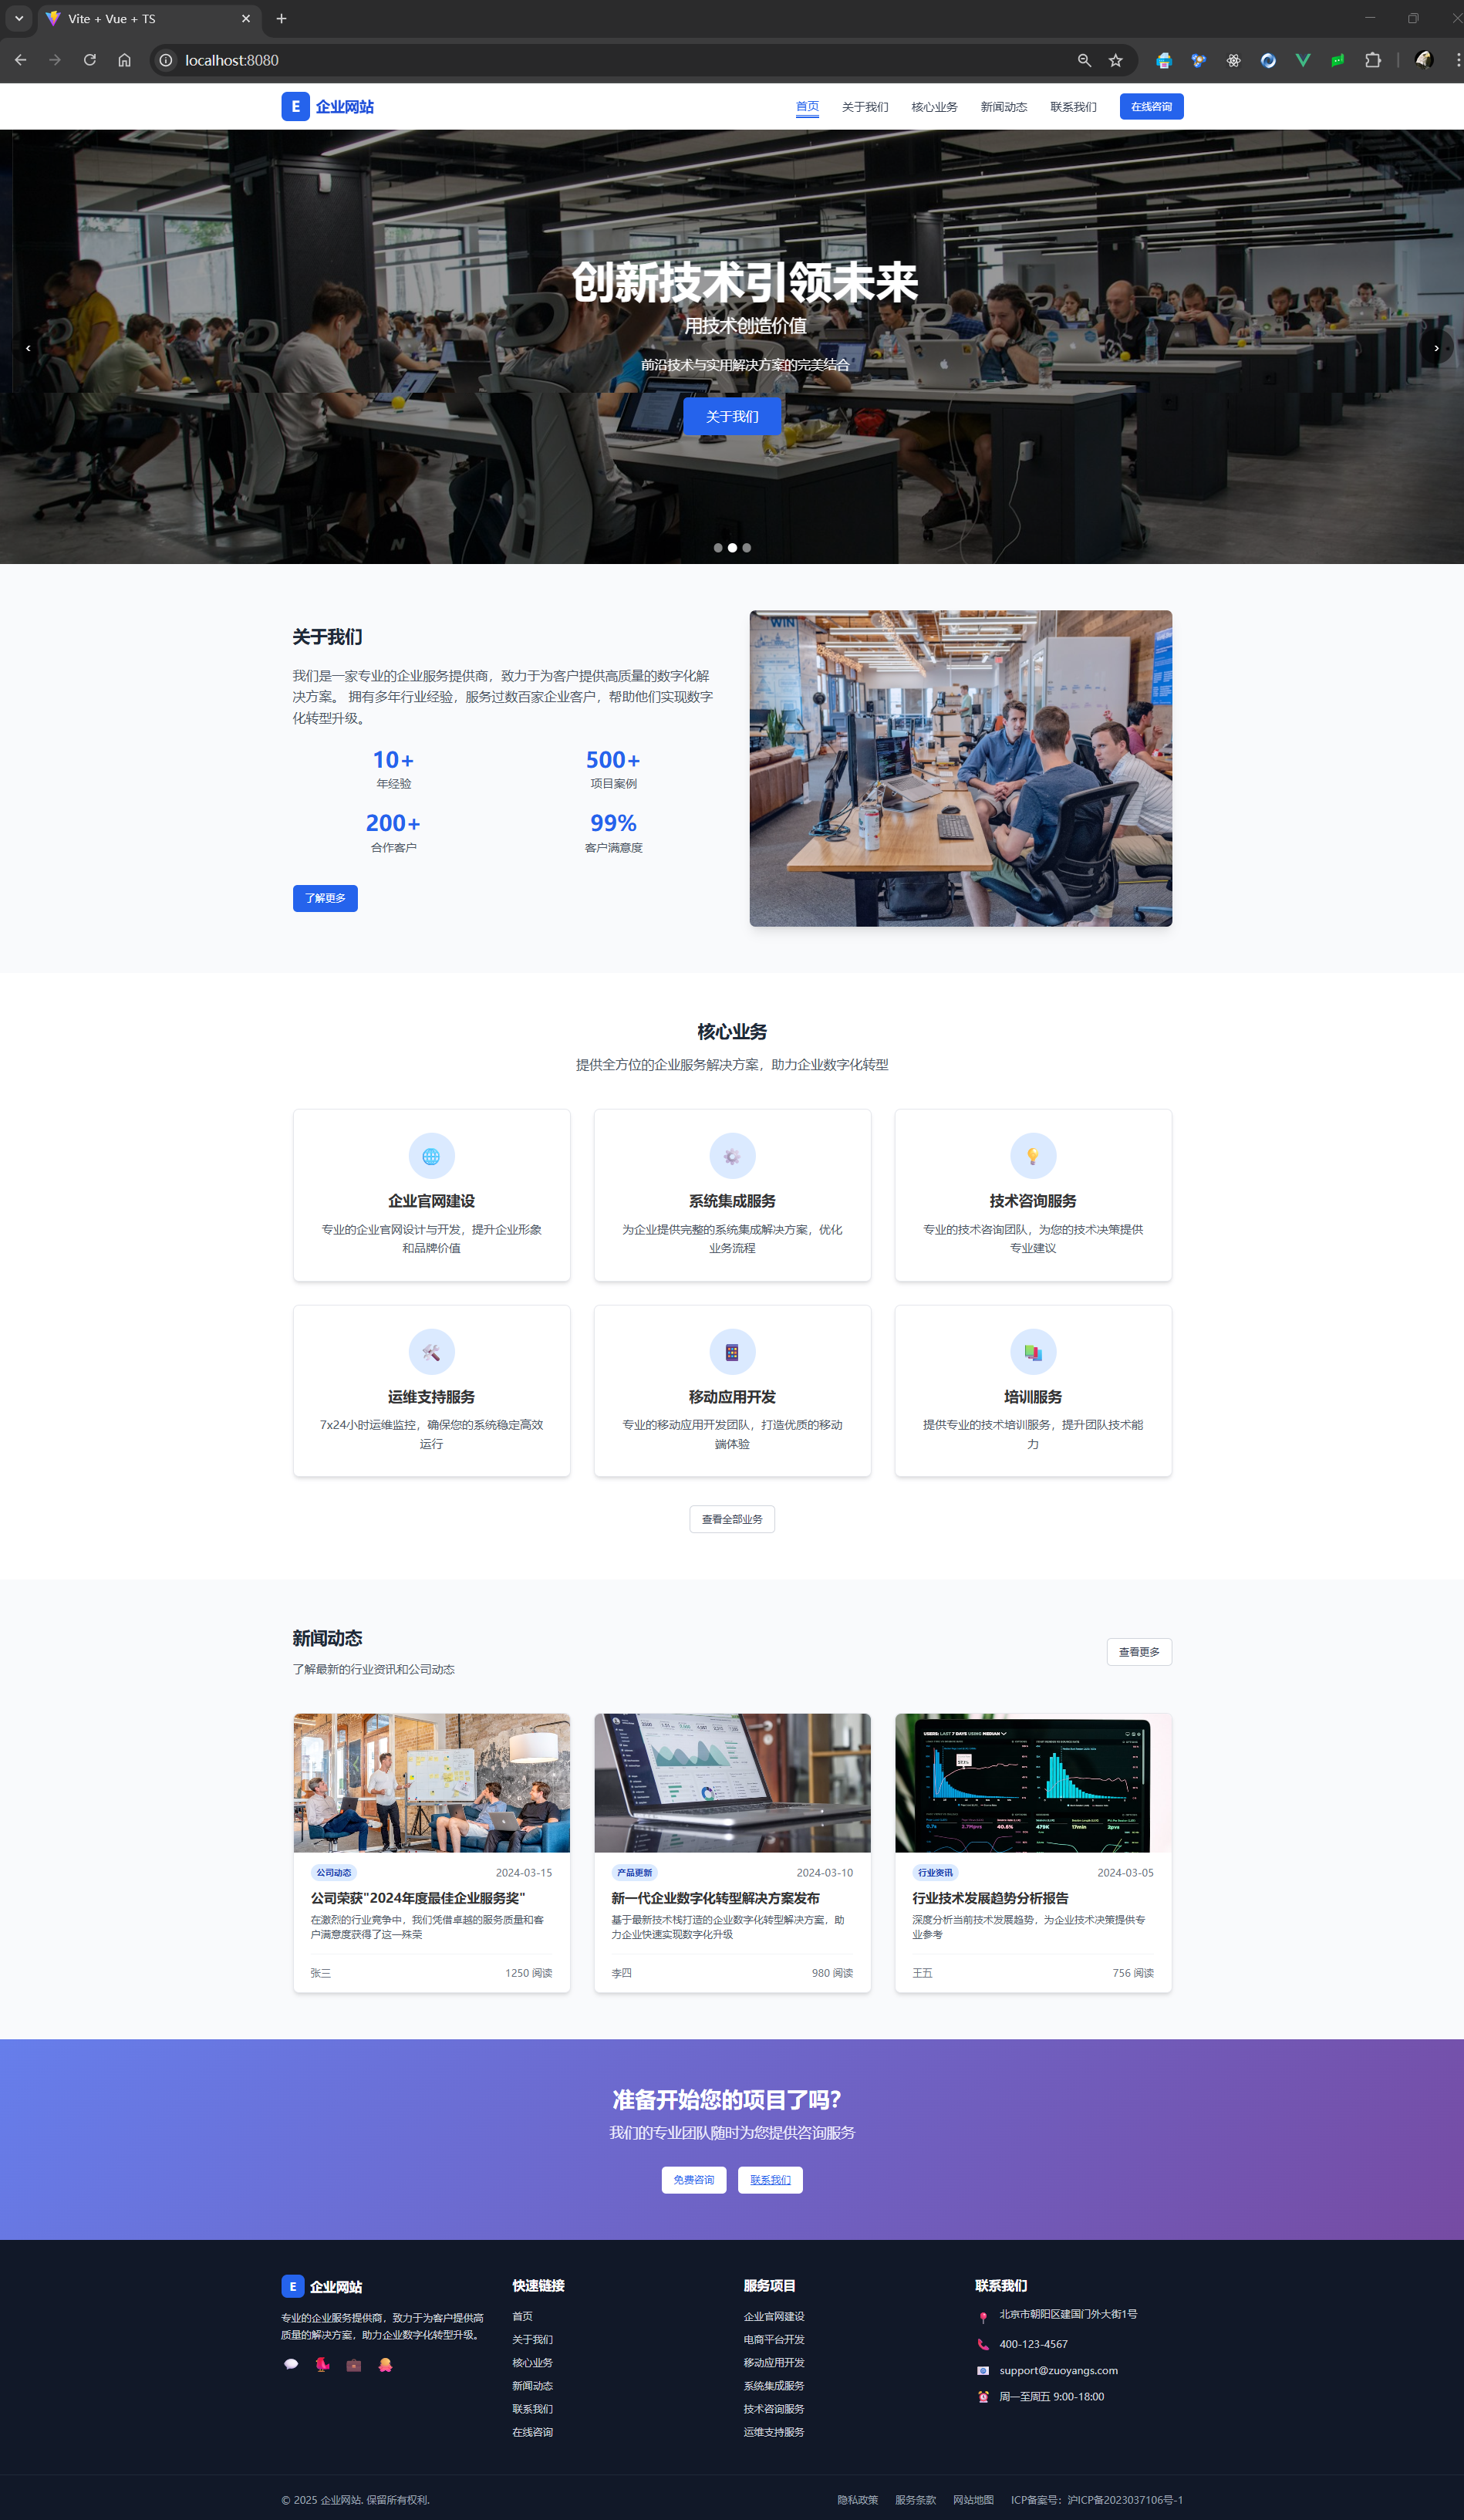 Vite + Vue + TS
localhost:8080
E 企业网站
首页 关于我们 核心业务 新闻动态 联系我们 在线咨询
创新技术引领未来
用技术创造价值
前沿技术与实用解决方案的完美结合
关于我们
关于我们
我们是一家专业的企业服务提供商，致力于为客户提供高质量的数字化解
决方案。 拥有多年行业经验，服务过数百家企业客户，帮助他们实现数字
化转型升级。
10+ 500+
年经验 项目案例
200+ 99%
合作客户 客户满意度
了解更多
WIN
核心业务
提供全方位的企业服务解决方案，助力企业数字化转型
企业官网建设
专业的企业官网设计与开发，提升企业形象
和品牌价值
系统集成服务
为企业提供完整的系统集成解决方案，优化
业务流程
技术咨询服务
专业的技术咨询团队，为您的技术决策提供
专业建议
运维支持服务
7x24小时运维监控，确保您的系统稳定高效
运行
移动应用开发
专业的移动应用开发团队，打造优质的移动
端体验
培训服务
提供专业的技术培训服务，提升团队技术能
力
查看全部业务
新闻动态
了解最新的行业资讯和公司动态
查看更多
公司动态 2024-03-15
公司荣获"2024年度最佳企业服务奖"
在激烈的行业竞争中，我们凭借卓越的服务质量和客
户满意度获得了这一殊荣
张三 1250 阅读
产品更新 2024-03-10
新一代企业数字化转型解决方案发布
基于最新技术栈打造的企业数字化转型解决方案，助
力企业快速实现数字化升级
李四 980 阅读
USERS: LAST 7 DAYS USING MEDIAN
行业资讯 2024-03-05
行业技术发展趋势分析报告
深度分析当前技术发展趋势，为企业技术决策提供专
业参考
王五 756 阅读
准备开始您的项目了吗？
我们的专业团队随时为您提供咨询服务
免费咨询 联系我们
E 企业网站
专业的企业服务提供商，致力于为客户提供高
质量的解决方案，助力企业数字化转型升级。
快速链接
首页
关于我们
核心业务
新闻动态
联系我们
在线咨询
服务项目
企业官网建设
电商平台开发
移动应用开发
系统集成服务
技术咨询服务
运维支持服务
联系我们
北京市朝阳区建国门外大街1号
400-123-4567
support@zuoyangs.com
周一至周五 9:00-18:00
© 2025 企业网站. 保留所有权利.
隐私政策 服务条款 网站地图 ICP备案号：沪ICP备2023037106号-1